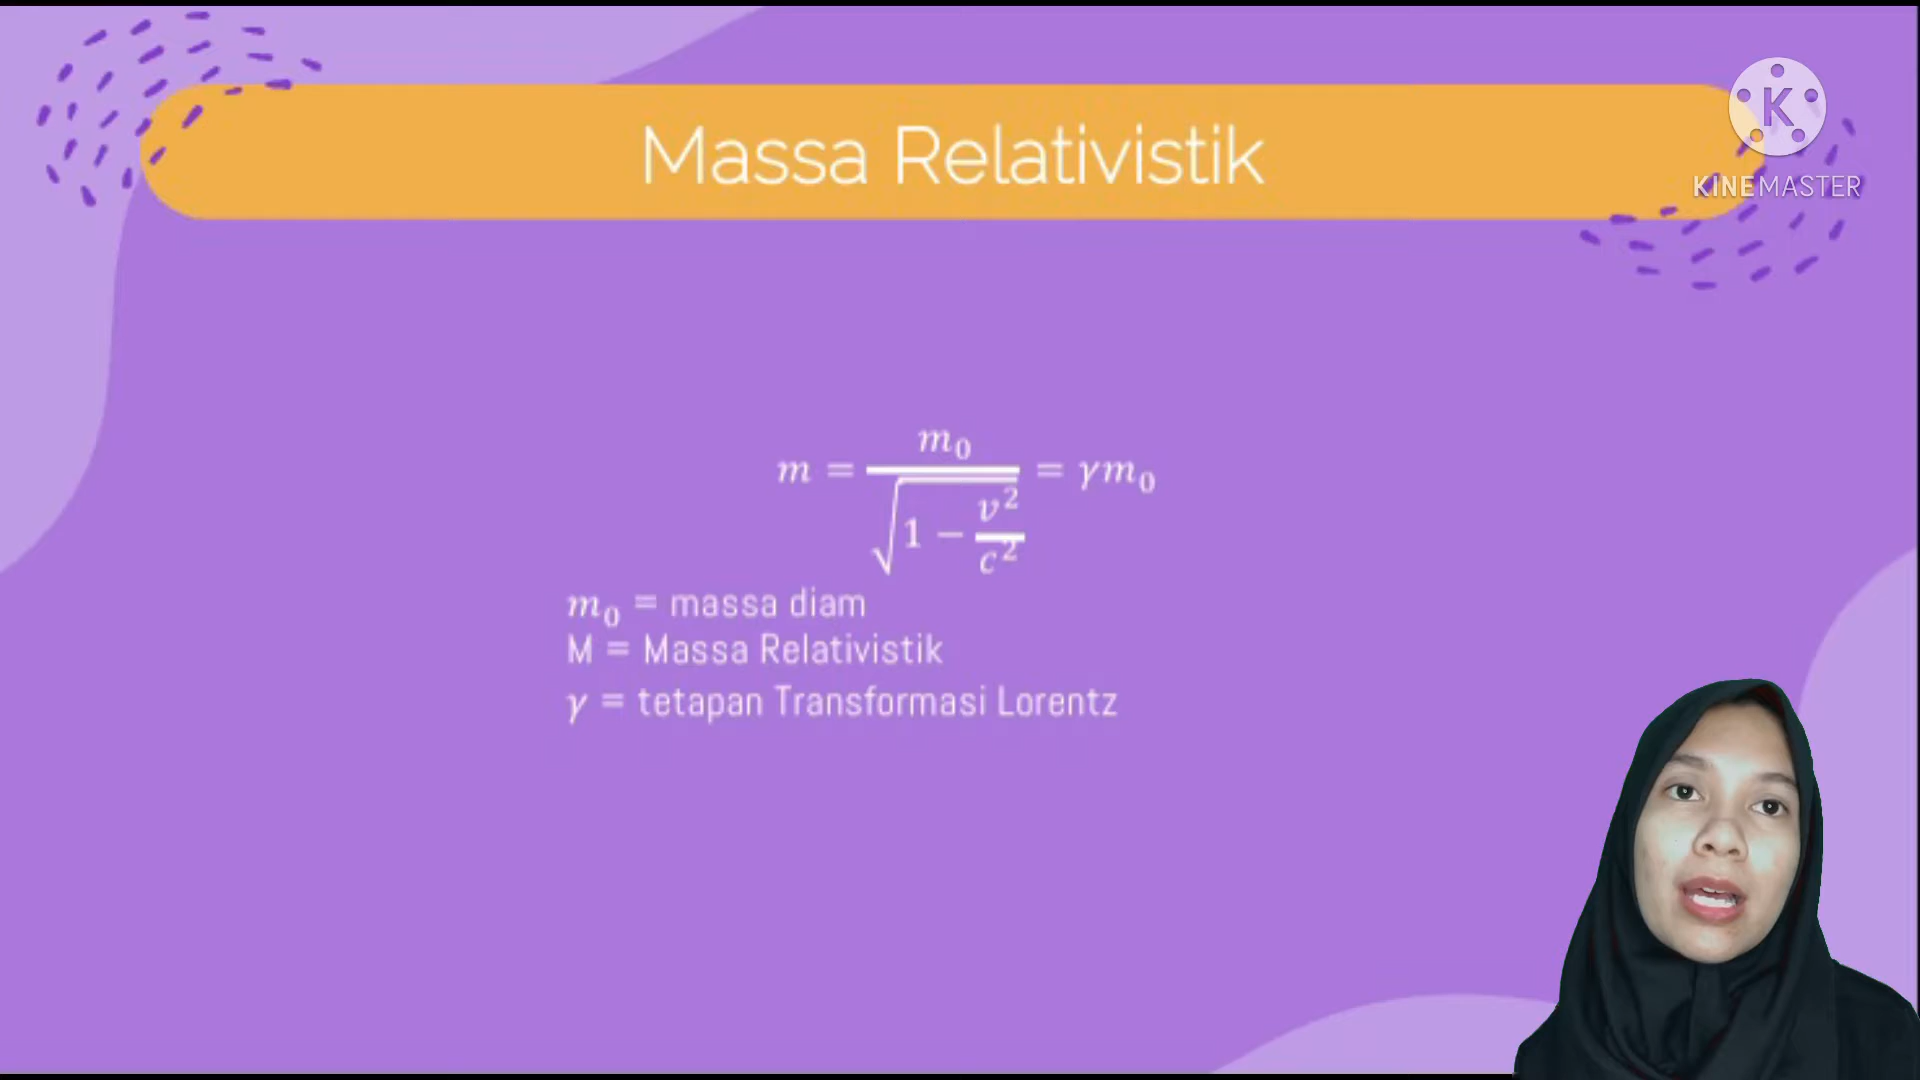 Massa Relativistik
K
KINEMASTER
m = m₀ / √(1 − v²/c²) = γm₀
m₀ = massa diam
M = Massa Relativistik
γ = tetapan Transformasi Lorentz